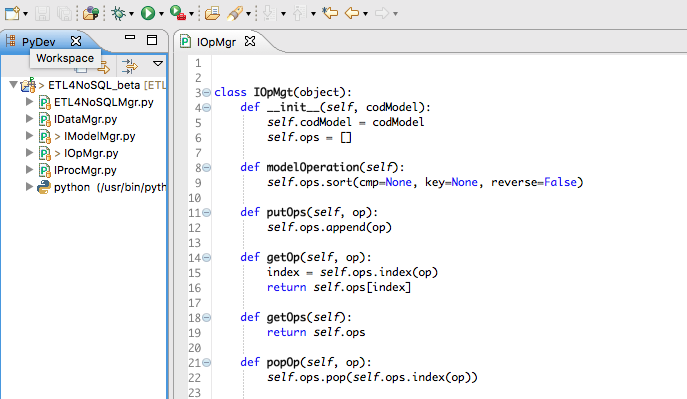 PyDev
IOpMgr
Workspace
> ETL4NoSQL_beta [ETL
ETL4NoSQLMgr.py
IDataMgr.py
> IModelMgr.py
> IOpMgr.py
IProcMgr.py
python (/usr/bin/pyth
1
2
3 class IOpMgt(object):
4 def __init__(self, codModel):
5 self.codModel = codModel
6 self.ops = []
7
8 def modelOperation(self):
9 self.ops.sort(cmp=None, key=None, reverse=False)
10
11 def putOps(self, op):
12 self.ops.append(op)
13
14 def getOp(self, op):
15 index = self.ops.index(op)
16 return self.ops[index]
17
18 def getOps(self):
19 return self.ops
20
21 def popOp(self, op):
22 self.ops.pop(self.ops.index(op))
23